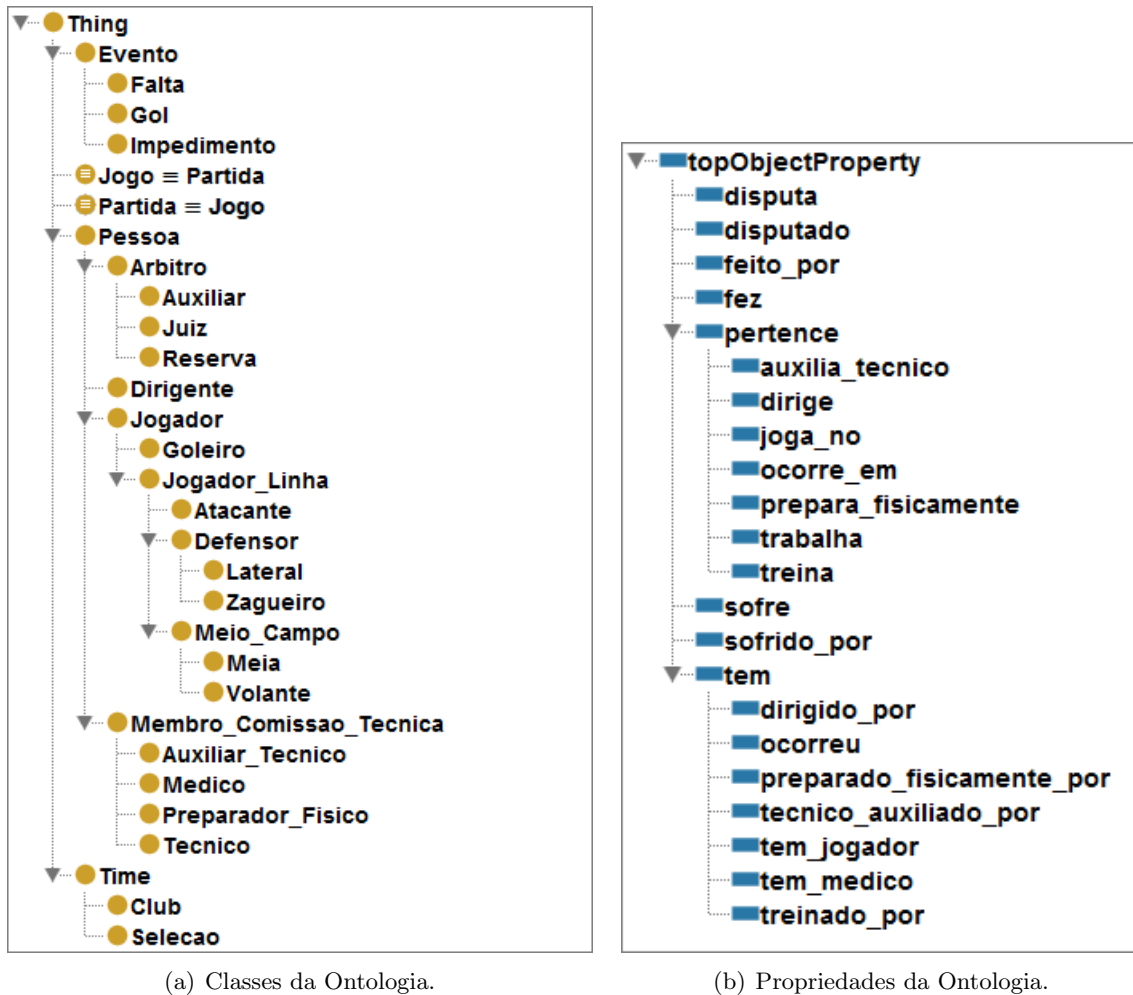 Thing
Evento
Falta
Gol
Impedimento
Jogo ≡ Partida
Partida ≡ Jogo
Pessoa
Arbitro
Auxiliar
Juiz
Reserva
Dirigente
Jogador
Goleiro
Jogador_Linha
Atacante
Defensor
Lateral
Zagueiro
Meio_Campo
Meia
Volante
Membro_Comissao_Tecnica
Auxiliar_Tecnico
Medico
Preparador_Fisico
Tecnico
Time
Club
Selecao
(a) Classes da Ontologia.
topObjectProperty
disputa
disputado
feito_por
fez
pertence
auxilia_tecnico
dirige
joga_no
ocorre_em
prepara_fisicamente
trabalha
treina
sofre
sofrido_por
tem
dirigido_por
ocorreu
preparado_fisicamente_por
tecnico_auxiliado_por
tem_jogador
tem_medico
treinado_por
(b) Propriedades da Ontologia.